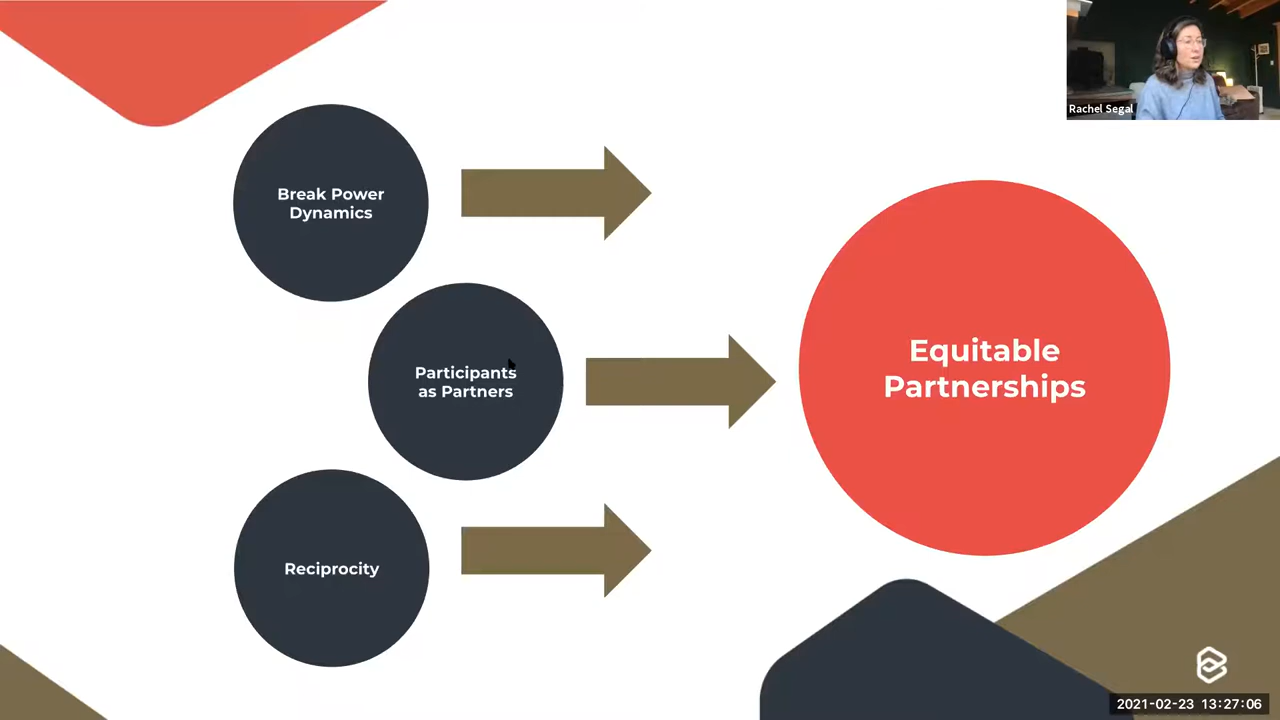 Rachel Segal
Break Power
Dynamics
Participants
as Partners
Reciprocity
Equitable
Partnerships
2021-02-23 13:27:06